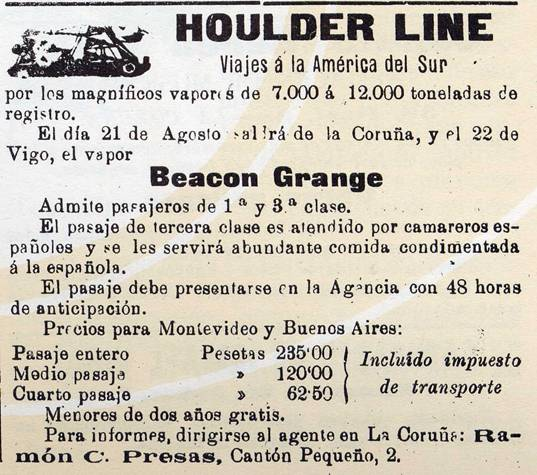 HOULDER LINE
Viajes á la América del Sur
por los magníficos vapores de 7.000 á 12.000 toneladas de
registro.
El día 21 de Agosto saldrá de la Coruña, y el 22 de
Vigo, el vapor
Beacon Grange
Admite pasajeros de 1.ª y 3.ª clase.
El pasaje de tercera clase es atendido por camareros es-
pañoles y se les servirá abundante comida condimentada
á la española.
El pasaje debe presentarse en la Agencia con 48 horas
de anticipación.
Precios para Montevideo y Buenos Aires:
Pasaje entero Pesetas 235'00
Medio pasaje » 120'00
Cuarto pasaje » 62'50
Incluído impuesto
de transporte
Menores de dos años gratis.
Para informes, dirigirse al agente en La Coruña: Ra-
món C. Presas, Cantón Pequeño, 2.